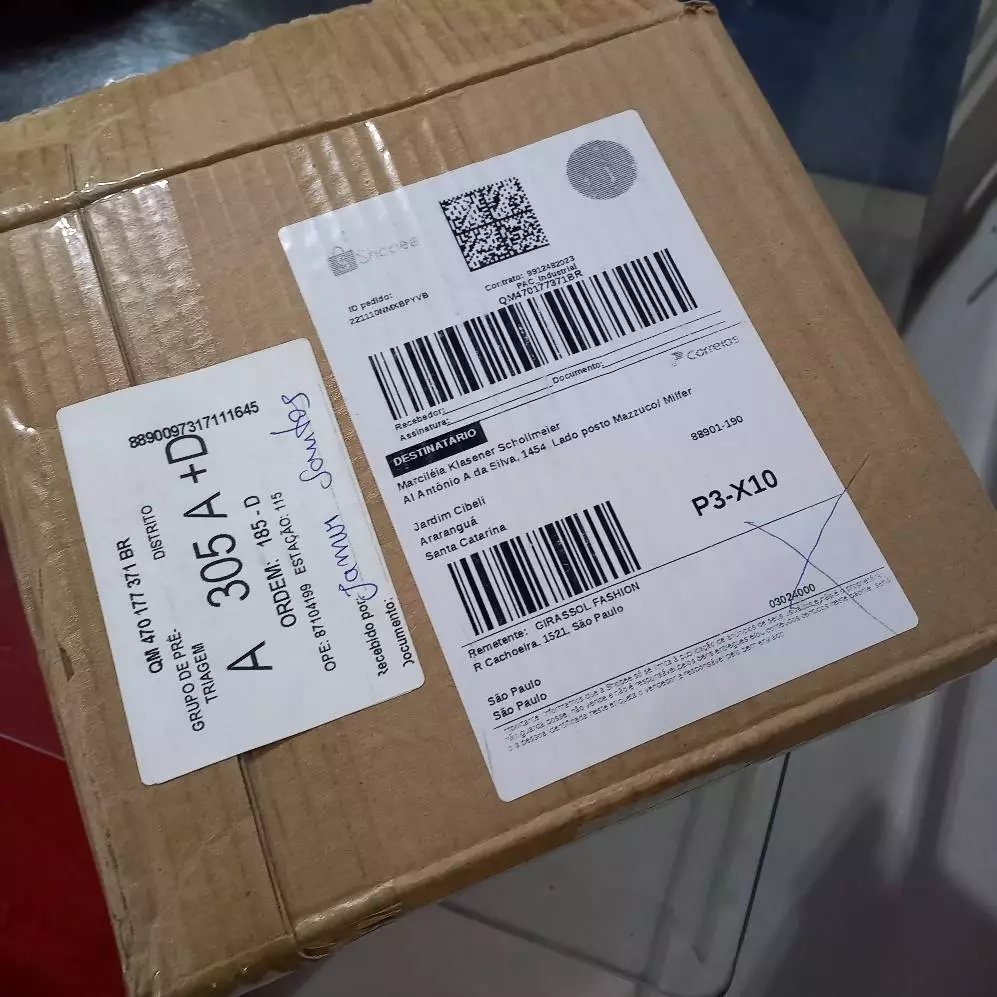 8890097317111645
QM 470 177 371 BR
DISTRITO
GRUPO DE PRÉ-
TRIAGEM
A 305 A +D
ORDEM: 185 - D
OPE: 87104199 ESTAÇÃO: 115
Recebido por: Santos
Documento:
Shopee
ID pedido:
221110NMXBPYVB
Contrato: 9912492023
PAC_Industrial
QM470177371BR
Recebedor:
Assinatura:
Documento:
Correios
DESTINATÁRIO
Marciléia Klasener Schollmeier
Al Antônio A da Silva, 1454 Lado posto Mazzuco/ Milfer
88901-190
Jardim Cibeli
Araranguá
Santa Catarina
P3-X10
Remetente: GIRASSOL FASHION
R Cachoeira, 1521, São Paulo
03024000
São Paulo
São Paulo